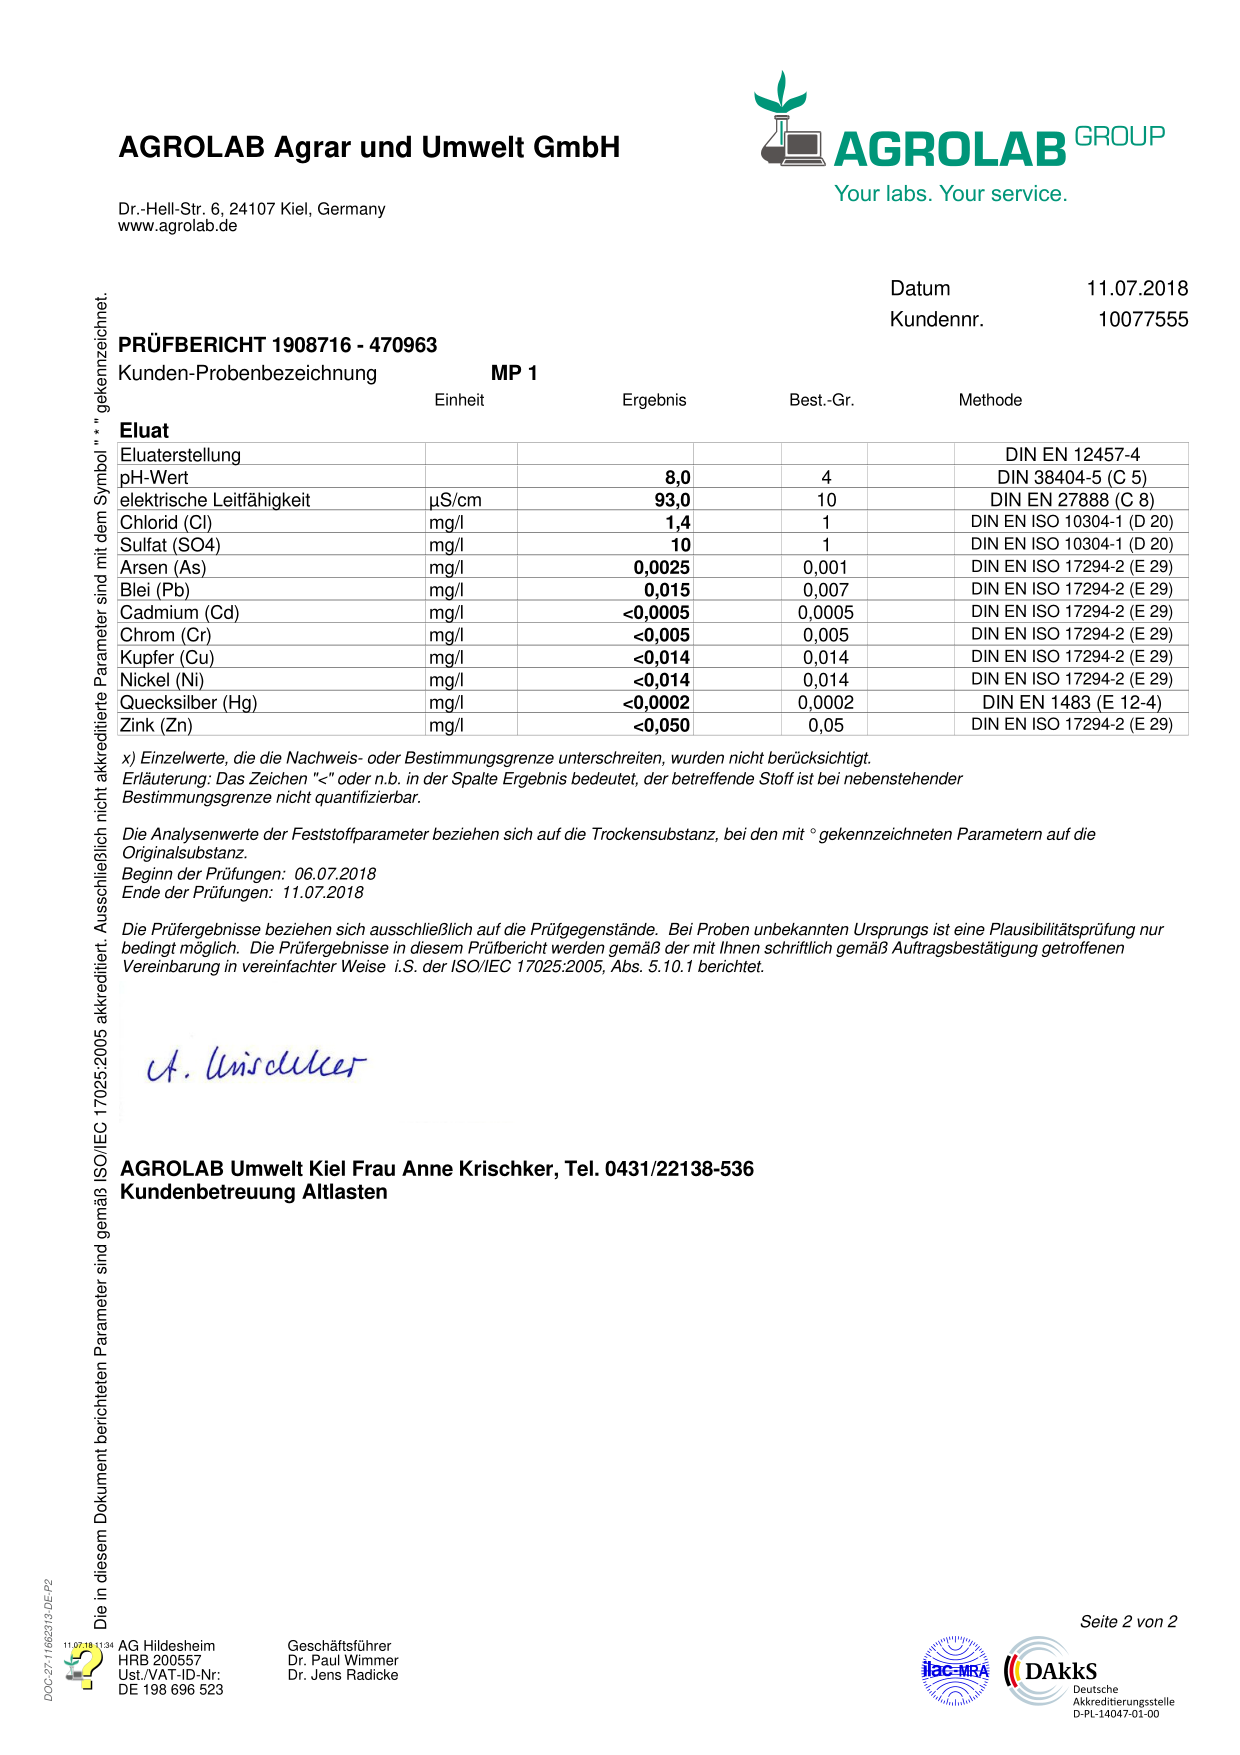 AGROLAB Agrar und Umwelt GmbH
AGROLAB GROUP
Your labs. Your service.
Dr.-Hell-Str. 6, 24107 Kiel, Germany
www.agrolab.de
Datum 11.07.2018
Kundennr. 10077555
PRÜFBERICHT 1908716 - 470963
Kunden-Probenbezeichnung MP 1
Einheit Ergebnis Best.-Gr. Methode
Eluat
Eluaterstellung DIN EN 12457-4
pH-Wert 8,0 4 DIN 38404-5 (C 5)
elektrische Leitfähigkeit µS/cm 93,0 10 DIN EN 27888 (C 8)
Chlorid (Cl) mg/l 1,4 1 DIN EN ISO 10304-1 (D 20)
Sulfat (SO4) mg/l 10 1 DIN EN ISO 10304-1 (D 20)
Arsen (As) mg/l 0,0025 0,001 DIN EN ISO 17294-2 (E 29)
Blei (Pb) mg/l 0,015 0,007 DIN EN ISO 17294-2 (E 29)
Cadmium (Cd) mg/l <0,0005 0,0005 DIN EN ISO 17294-2 (E 29)
Chrom (Cr) mg/l <0,005 0,005 DIN EN ISO 17294-2 (E 29)
Kupfer (Cu) mg/l <0,014 0,014 DIN EN ISO 17294-2 (E 29)
Nickel (Ni) mg/l <0,014 0,014 DIN EN ISO 17294-2 (E 29)
Quecksilber (Hg) mg/l <0,0002 0,0002 DIN EN 1483 (E 12-4)
Zink (Zn) mg/l <0,050 0,05 DIN EN ISO 17294-2 (E 29)
x) Einzelwerte, die die Nachweis- oder Bestimmungsgrenze unterschreiten, wurden nicht berücksichtigt.
Erläuterung: Das Zeichen "<" oder n.b. in der Spalte Ergebnis bedeutet, der betreffende Stoff ist bei nebenstehender
Bestimmungsgrenze nicht quantifizierbar.
Die Analysenwerte der Feststoffparameter beziehen sich auf die Trockensubstanz, bei den mit ° gekennzeichneten Parametern auf die
Originalsubstanz.
Beginn der Prüfungen: 06.07.2018
Ende der Prüfungen: 11.07.2018
Die Prüfergebnisse beziehen sich ausschließlich auf die Prüfgegenstände. Bei Proben unbekannten Ursprungs ist eine Plausibilitätsprüfung nur
bedingt möglich. Die Prüfergebnisse in diesem Prüfbericht werden gemäß der mit Ihnen schriftlich gemäß Auftragsbestätigung getroffenen
Vereinbarung in vereinfachter Weise i.S. der ISO/IEC 17025:2005, Abs. 5.10.1 berichtet.
A. Krischker
AGROLAB Umwelt Kiel Frau Anne Krischker, Tel. 0431/22138-536
Kundenbetreuung Altlasten
Die in diesem Dokument berichteten Parameter sind gemäß ISO/IEC 17025:2005 akkreditiert. Ausschließlich nicht akkreditierte Parameter sind mit dem Symbol " * " gekennzeichnet.
DOC-27-11662313-DE-P2
Seite 2 von 2
11.07.18 11:34
AG Hildesheim
HRB 200557
Ust./VAT-ID-Nr:
DE 198 696 523
Geschäftsführer
Dr. Paul Wimmer
Dr. Jens Radicke
ilac-MRA
DAkkS
Deutsche
Akkreditierungsstelle
D-PL-14047-01-00